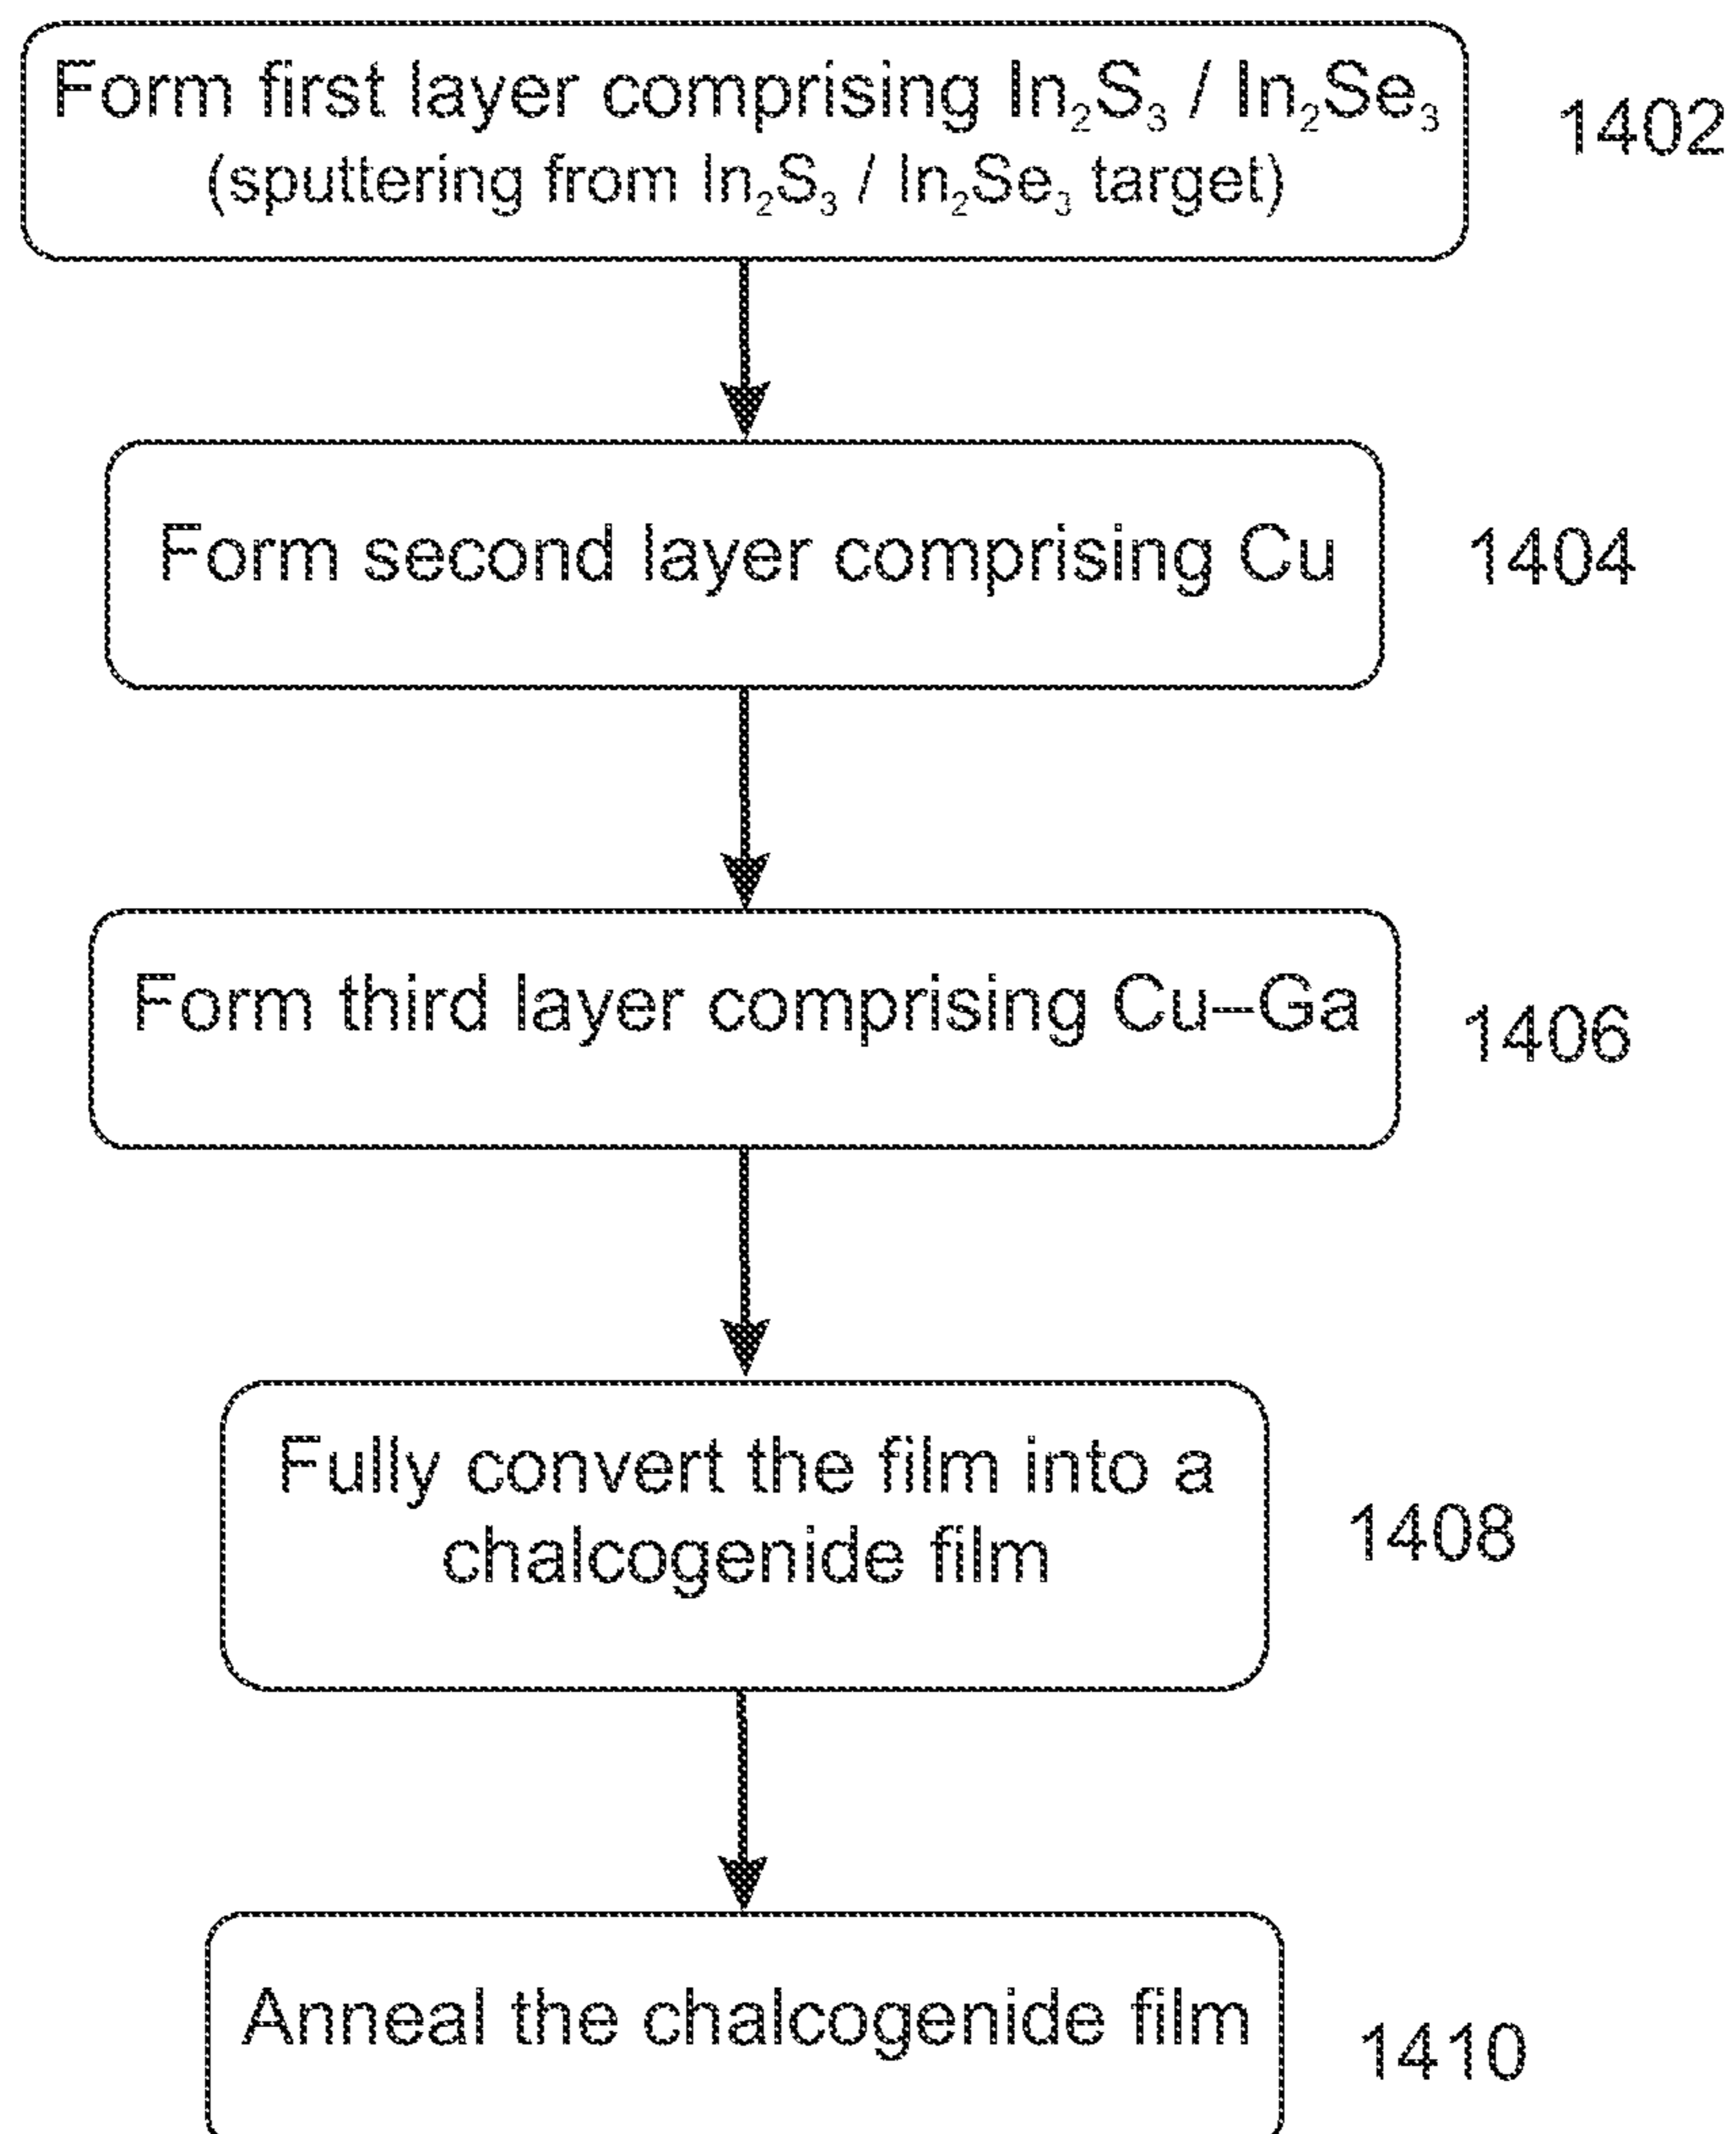 Form first layer comprising In₂S₃ / In₂Se₃
(sputtering from In₂S₃ / In₂Se₃ target)
1402
Form second layer comprising Cu
1404
Form third layer comprising Cu–Ga
1406
Fully convert the film into a
chalcogenide film
1408
Anneal the chalcogenide film
1410